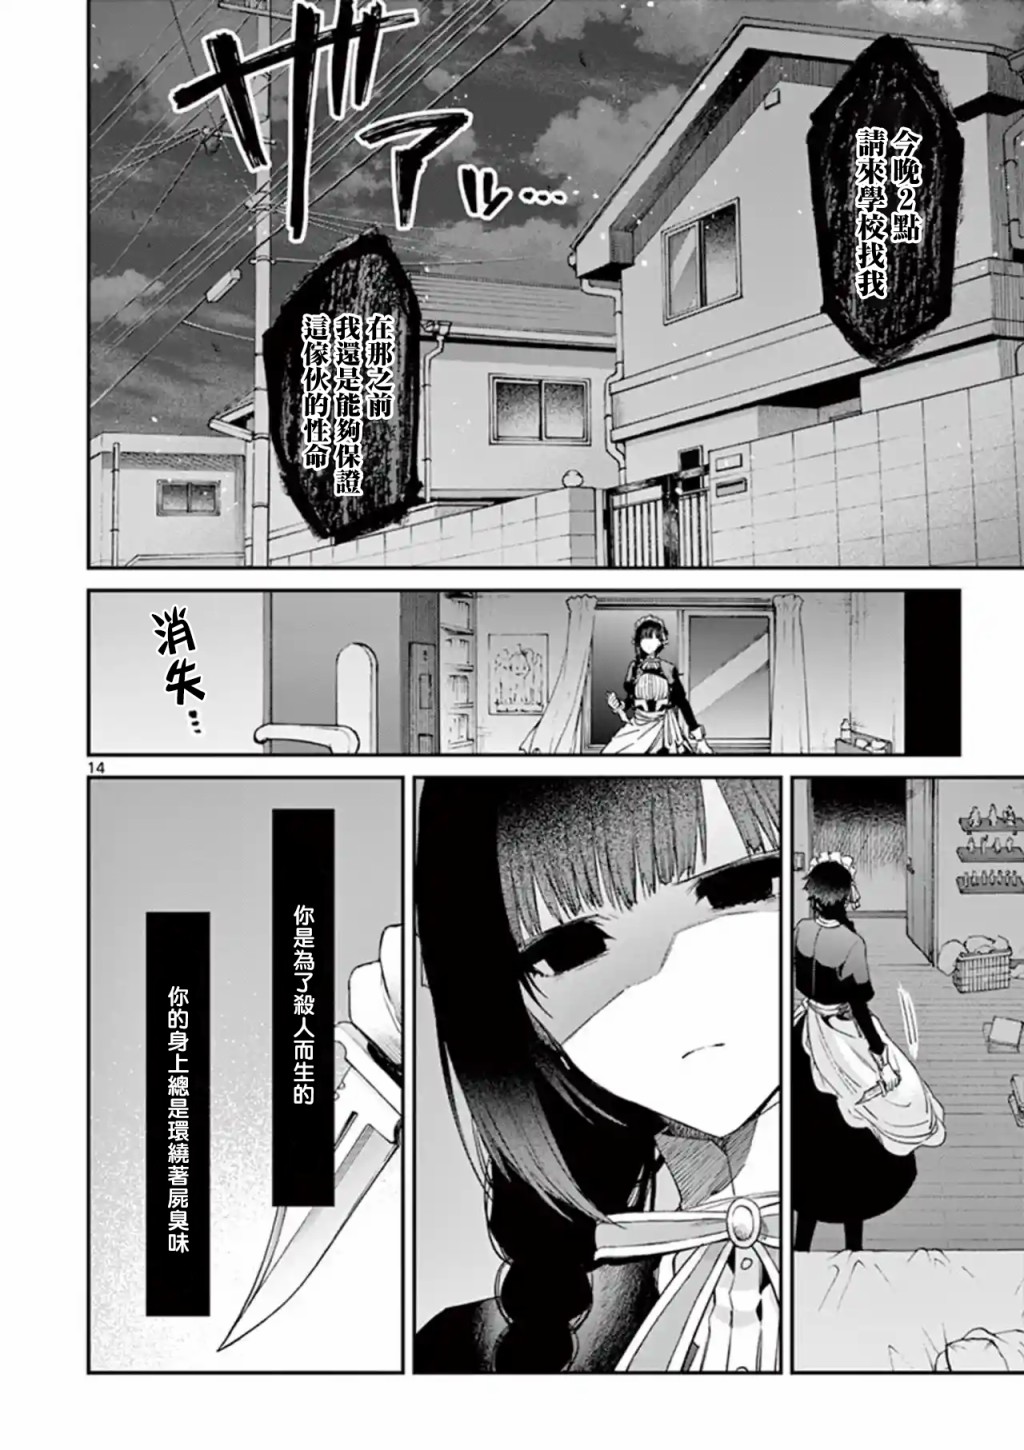 今晚2點
請來學校找我
ザァッ…
在那之前
我還是能夠保證
這傢伙的性命
消失…
14
你是為了殺人而生的
你的身上總是環繞著屍臭味